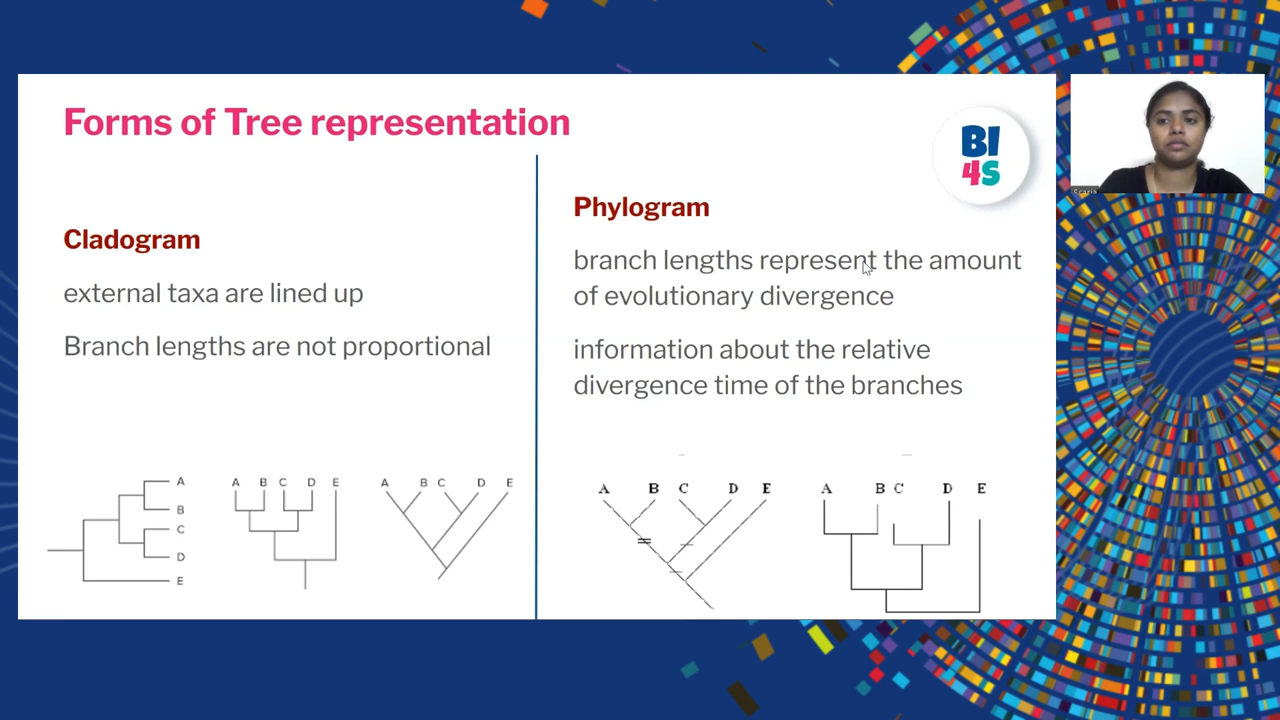 Forms of Tree representation
BI
4S
Cladogram
external taxa are lined up
Branch lengths are not proportional
Phylogram
branch lengths represent the amount
of evolutionary divergence
information about the relative
divergence time of the branches
A
B
C
D
E
A B C D E
A B C D E
A B C D E
A B C D E
Scaria